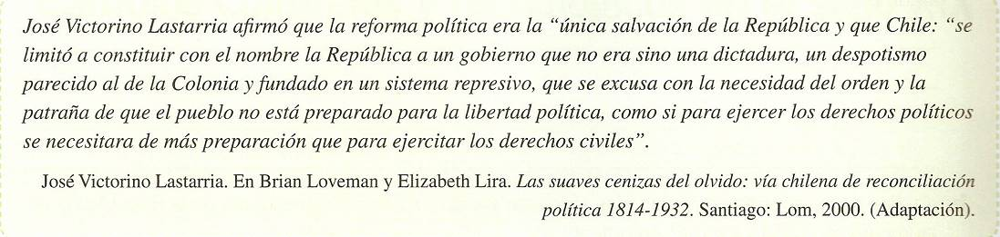 José Victorino Lastarria afirmó que la reforma política era la “única salvación de la República y que Chile: “se
limitó a constituir con el nombre la República a un gobierno que no era sino una dictadura, un despotismo
parecido al de la Colonia y fundado en un sistema represivo, que se excusa con la necesidad del orden y la
patraña de que el pueblo no está preparado para la libertad política, como si para ejercer los derechos políticos
se necesitara de más preparación que para ejercitar los derechos civiles”.
José Victorino Lastarria. En Brian Loveman y Elizabeth Lira. Las suaves cenizas del olvido: vía chilena de reconciliación
política 1814-1932. Santiago: Lom, 2000. (Adaptación).